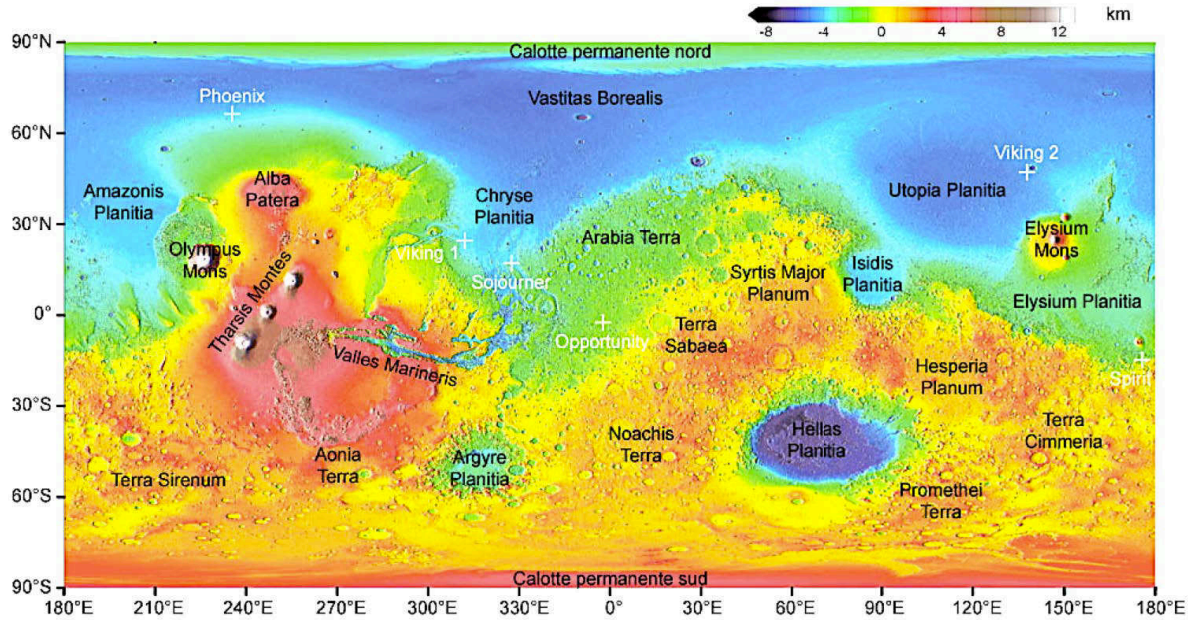 km
-8 -4 0 4 8 12
90°N
Calotte permanente nord
Phoenix
Vastitas Borealis
60°N
Viking 2
Amazonis
Planitia
Alba
Patera
Chryse
Planitia
Utopia Planitia
30°N
Olympus
Mons
Viking 1
Arabia Terra
Elysium
Mons
Tharsis Montes
Sojourner
Syrtis Major
Planum
Isidis
Planitia
Elysium Planitia
0°
Opportunity
Terra
Sabaea
Valles Marineris
Hesperia
Planum
Spirit
30°S
Aonia
Terra
Argyre
Planitia
Noachis
Terra
Hellas
Planitia
Terra
Cimmeria
Terra Sirenum
60°S
Promethei
Terra
90°S
Calotte permanente sud
180°E 210°E 240°E 270°E 300°E 330°E 0° 30°E 60°E 90°E 120°E 150°E 180°E